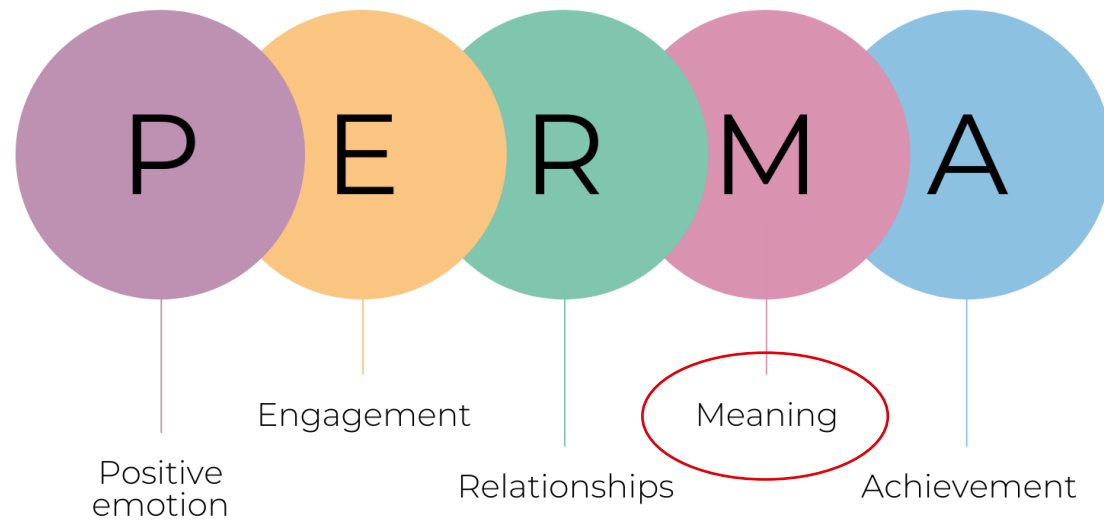 P E R M A
Engagement
Meaning
Positive
emotion
Relationships
Achievement